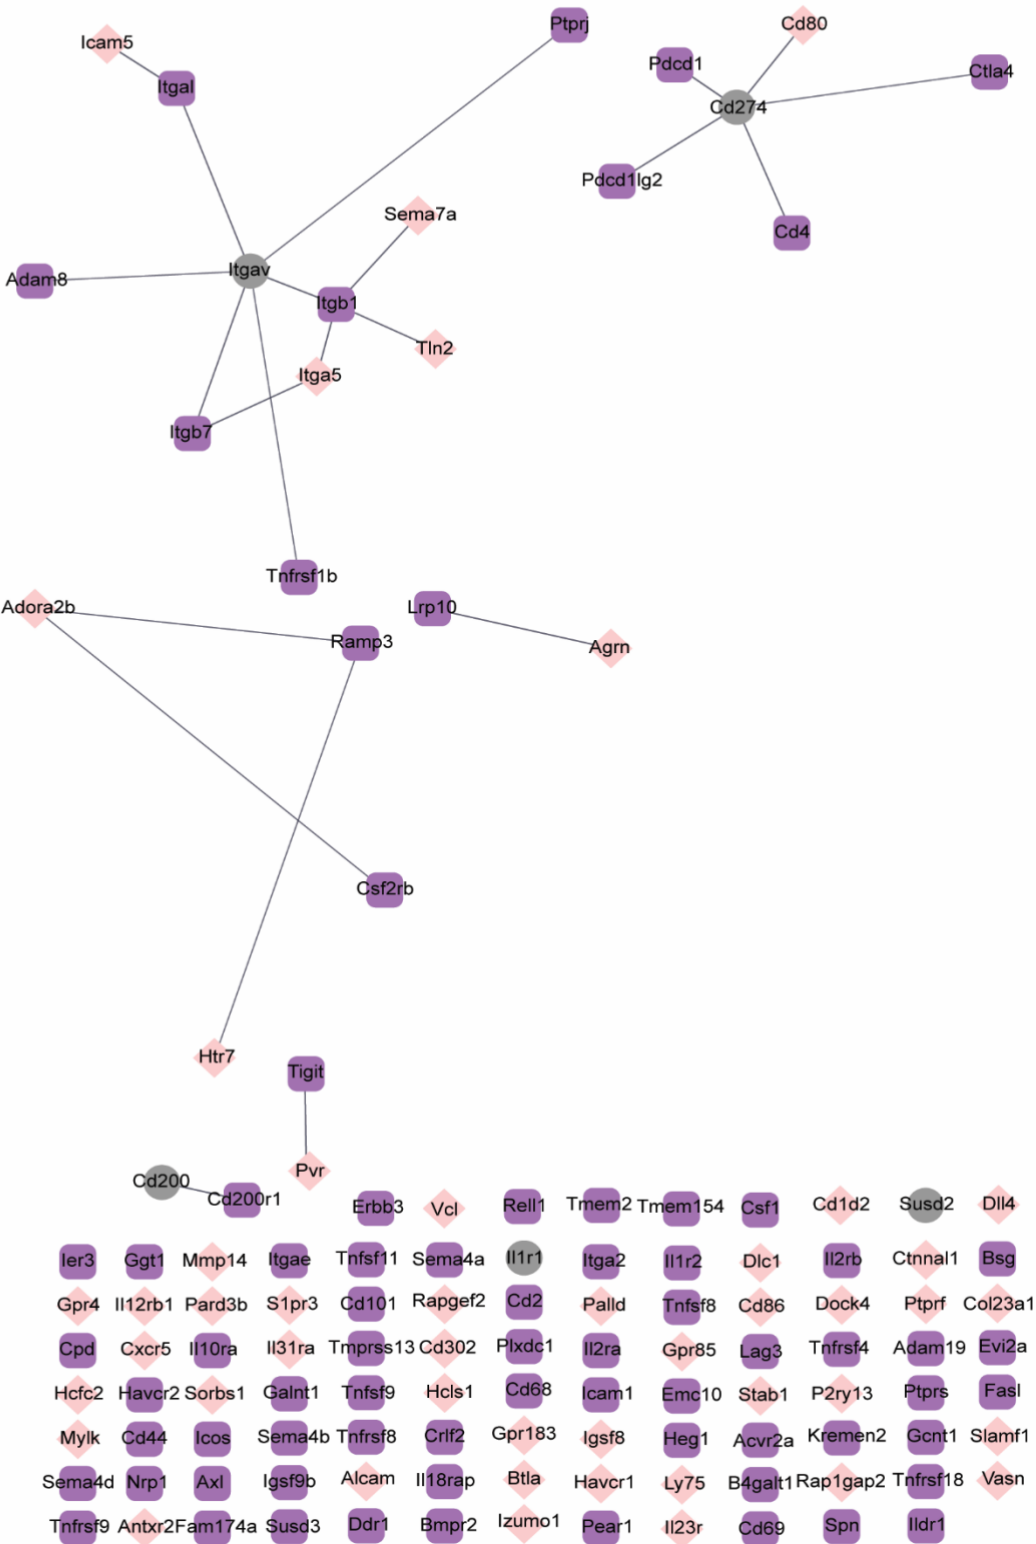 Ptprj
Cd80
Icam5
Pdcd1
Ctla4
Itgal
Cd274
Pdcd1lg2
Sema7a
Cd4
Itgav
Adam8
Itgb1
Tln2
Itga5
Itgb7
Tnfrsf1b
Adora2b
Lrp10
Ramp3
Agrn
Csf2rb
Htr7
Tigit
Pvr
Cd200
Cd200r1
Erbb3 Vcl Rell1 Tmem2 Tmem154 Csf1 Cd1d2 Susd2 Dll4
Ier3 Ggt1 Mmp14 Itgae Tnfsf11 Sema4a Il1r1 Itga2 Il1r2 Dlc1 Il2rb Ctnnal1 Bsg
Gpr4 Il12rb1 Pard3b S1pr3 Cd101 Rapgef2 Cd2 Palld Tnfsf8 Cd86 Dock4 Ptprf Col23a1
Cpd Cxcr5 Il10ra Il31ra Tmprss13 Cd302 Plxdc1 Il2ra Gpr85 Lag3 Tnfrsf4 Adam19 Evi2a
Hcfc2 Havcr2 Sorbs1 Galnt1 Tnfsf9 Hcls1 Cd68 Icam1 Emc10 Stab1 P2ry13 Ptprs Fasl
Mylk Cd44 Icos Sema4b Tnfrsf8 Crlf2 Gpr183 Igsf8 Heg1 Acvr2a Kremen2 Gcnt1 Slamf1
Sema4d Nrp1 Axl Igsf9b Alcam Il18rap Btla Havcr1 Ly75 B4galt1 Rap1gap2 Tnfrsf18 Vasn
Tnfrsf9 Antxr2 Fam174a Susd3 Ddr1 Bmpr2 Izumo1 Pear1 Il23r Cd69 Spn Ildr1